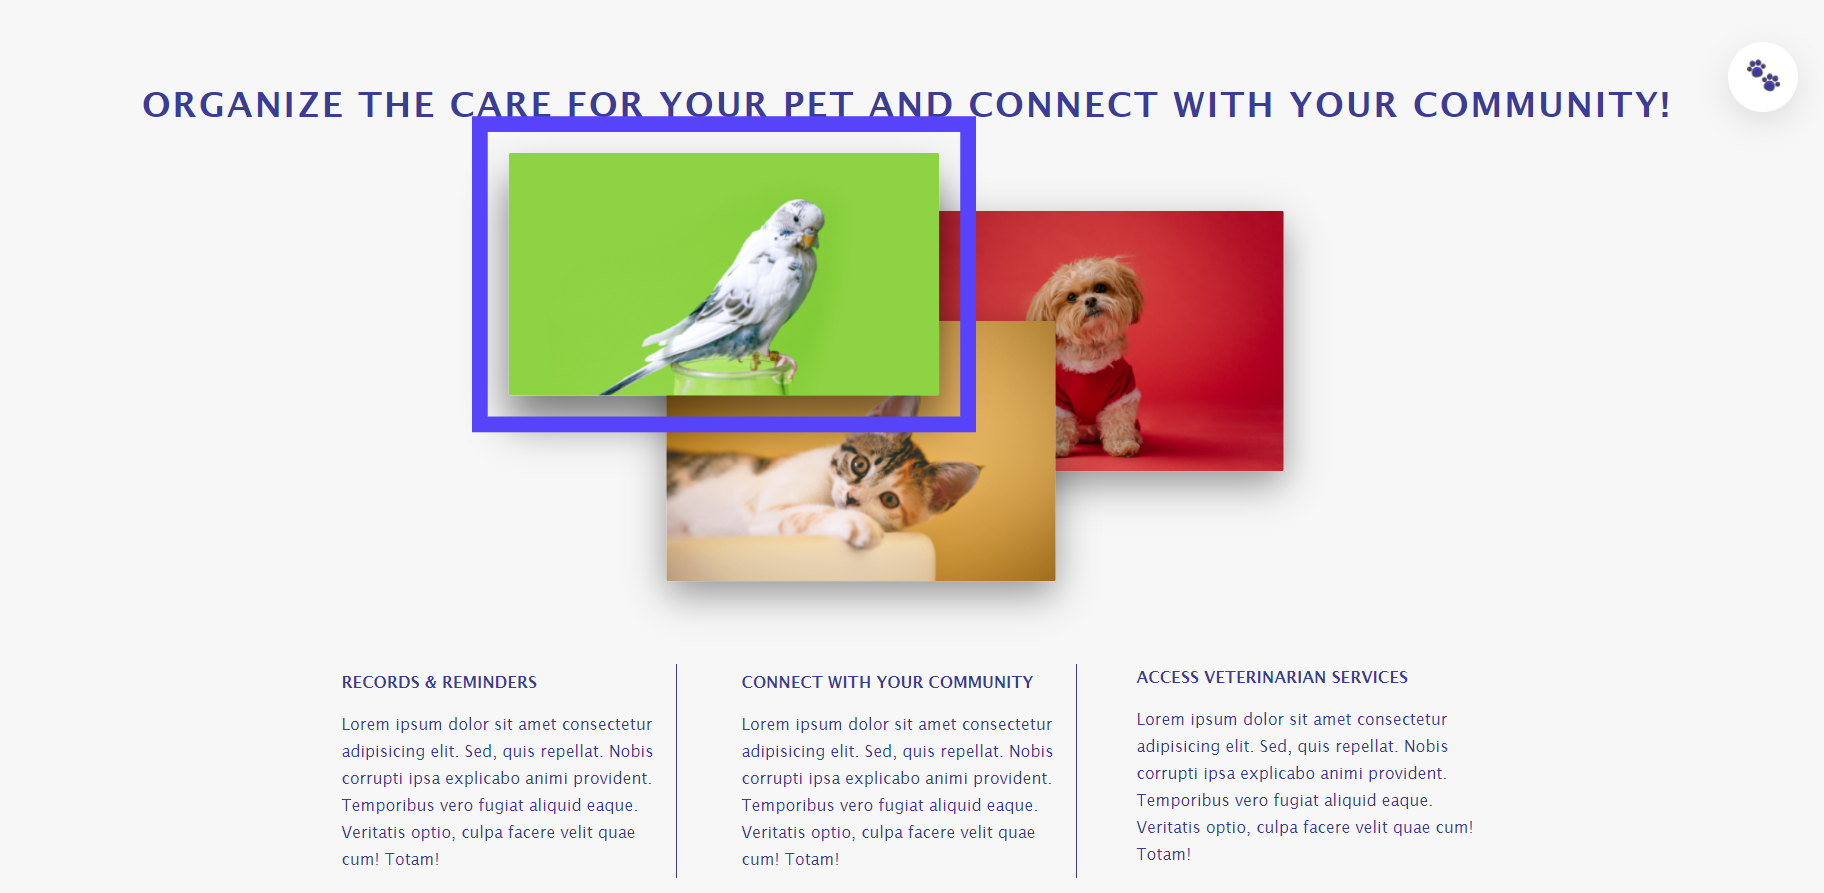 ORGANIZE THE CARE FOR YOUR PET AND CONNECT WITH YOUR COMMUNITY!
RECORDS & REMINDERS
Lorem ipsum dolor sit amet consectetur
adipisicing elit. Sed, quis repellat. Nobis
corrupti ipsa explicabo animi provident.
Temporibus vero fugiat aliquid eaque.
Veritatis optio, culpa facere velit quae
cum! Totam!
CONNECT WITH YOUR COMMUNITY
Lorem ipsum dolor sit amet consectetur
adipisicing elit. Sed, quis repellat. Nobis
corrupti ipsa explicabo animi provident.
Temporibus vero fugiat aliquid eaque.
Veritatis optio, culpa facere velit quae
cum! Totam!
ACCESS VETERINARIAN SERVICES
Lorem ipsum dolor sit amet consectetur
adipisicing elit. Sed, quis repellat. Nobis
corrupti ipsa explicabo animi provident.
Temporibus vero fugiat aliquid eaque.
Veritatis optio, culpa facere velit quae cum!
Totam!